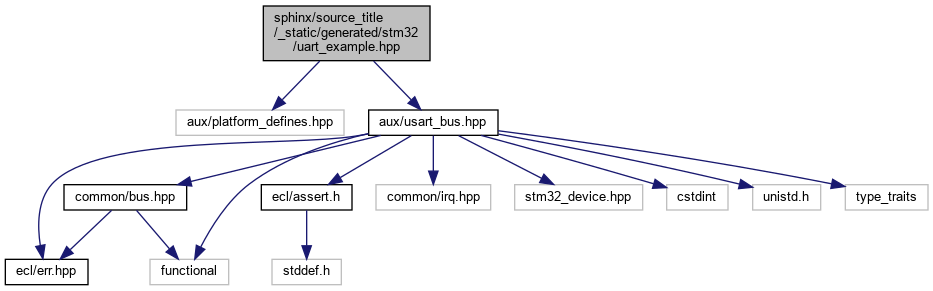 sphinx/source_title
/_static/generated/stm32
/uart_example.hpp
aux/platform_defines.hpp
aux/usart_bus.hpp
common/bus.hpp
ecl/assert.h
common/irq.hpp
stm32_device.hpp
cstdint
unistd.h
type_traits
ecl/err.hpp
functional
stddef.h